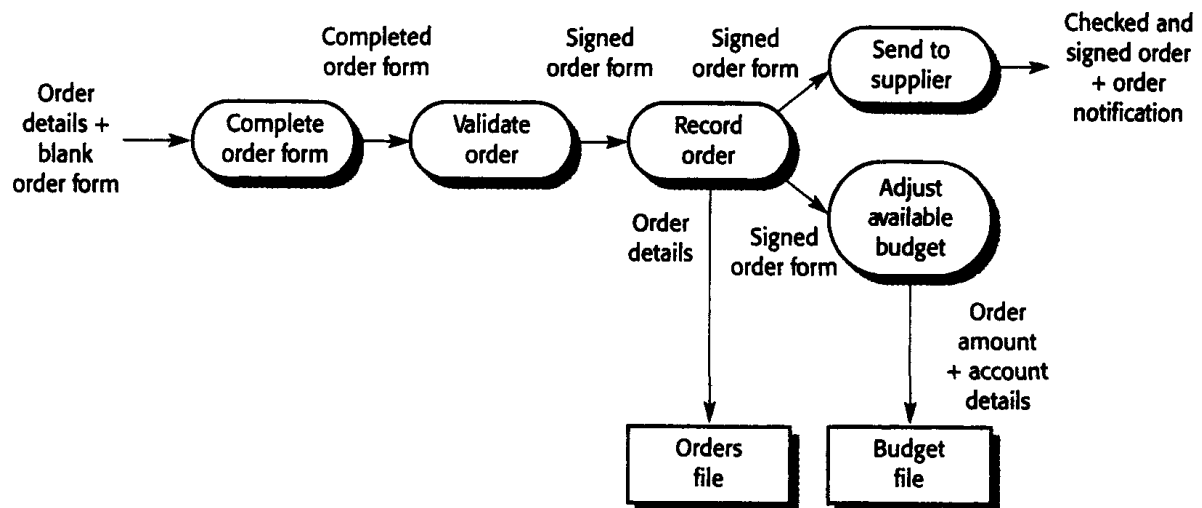 Order
details +
blank
order form
Complete
order form
Completed
order form
Validate
order
Signed
order form
Record
order
Signed
order form
Send to
supplier
Checked and
signed order
+ order
notification
Signed
order form
Adjust
available
budget
Order
details
Orders
file
Order
amount
+ account
details
Budget
file